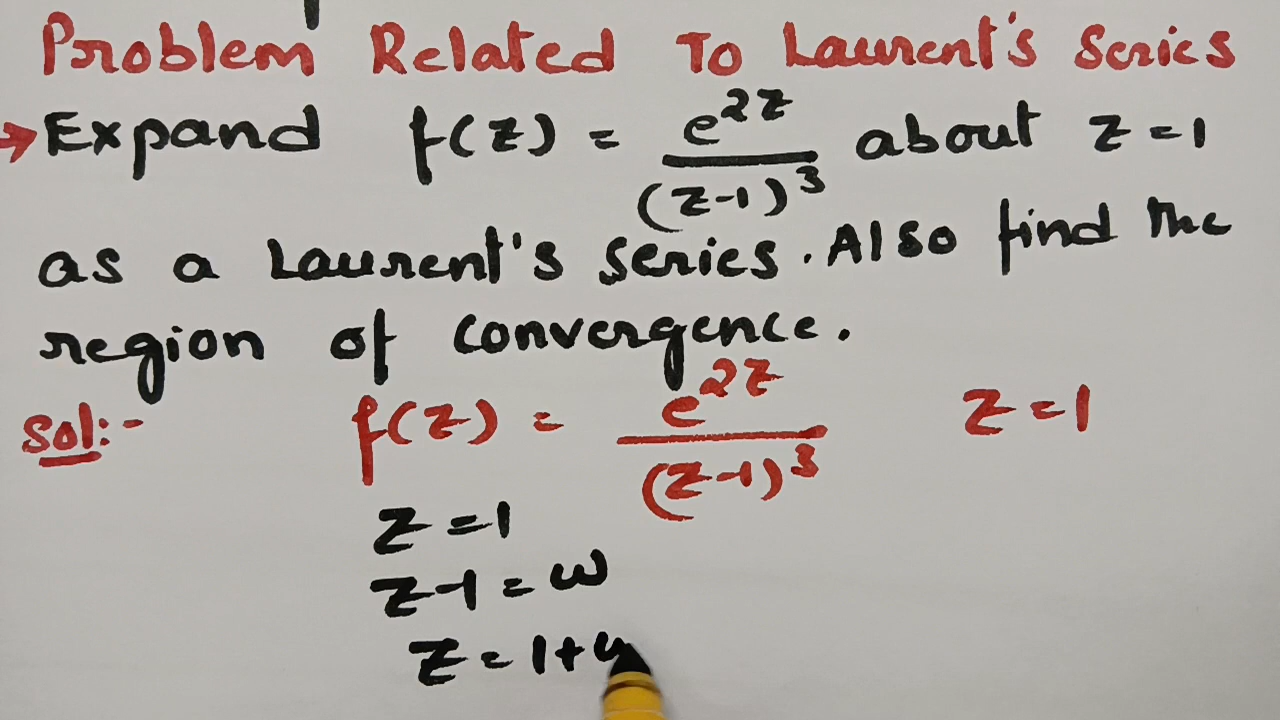 Problem Related To Laurent's Series
→ Expand f(z) = e^{2z} / (z-1)^3 about z = 1
as a Laurent's series. Also find the
region of convergence.
Sol:- f(z) = e^{2z} / (z-1)^3 z = 1
z = 1
z-1 = ω
z = 1+